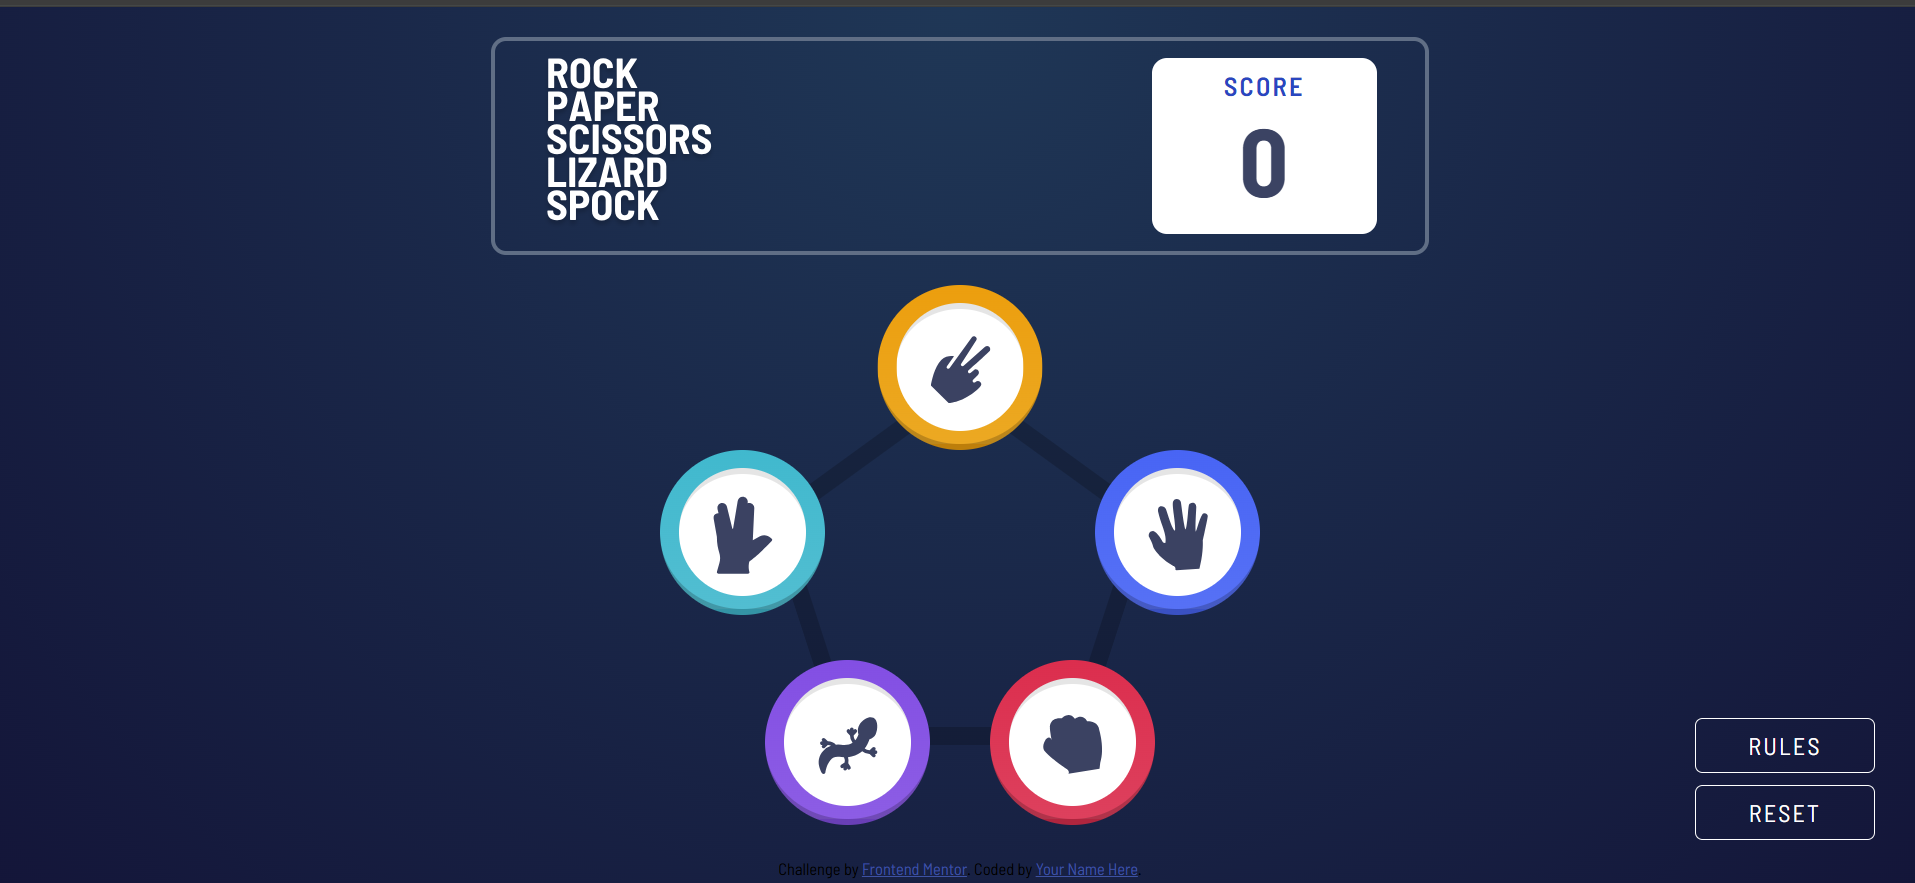 ROCK
PAPER
SCISSORS
LIZARD
SPOCK
SCORE
0
RULES
RESET
Challenge by Frontend Mentor. Coded by Your Name Here.